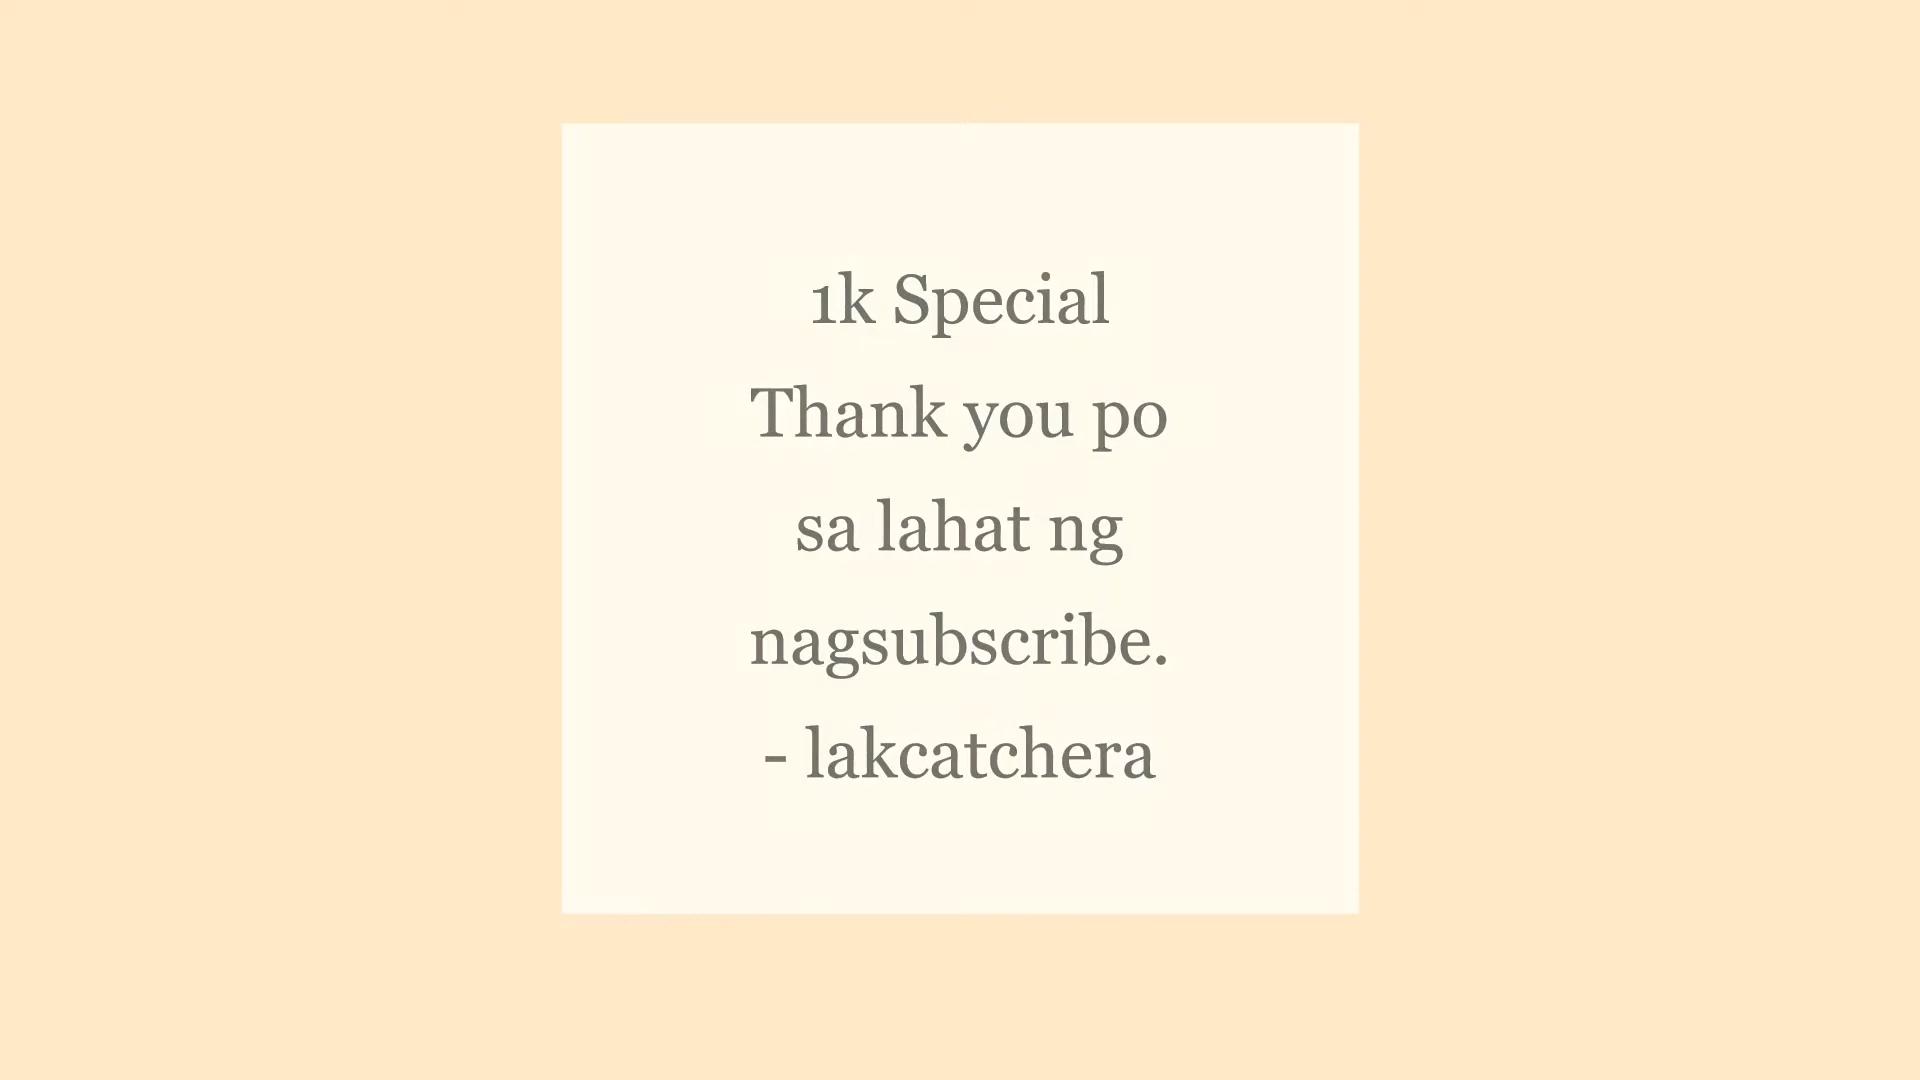 1k Special
Thank you po
sa lahat ng
nagsubscribe.
- lakcatchera